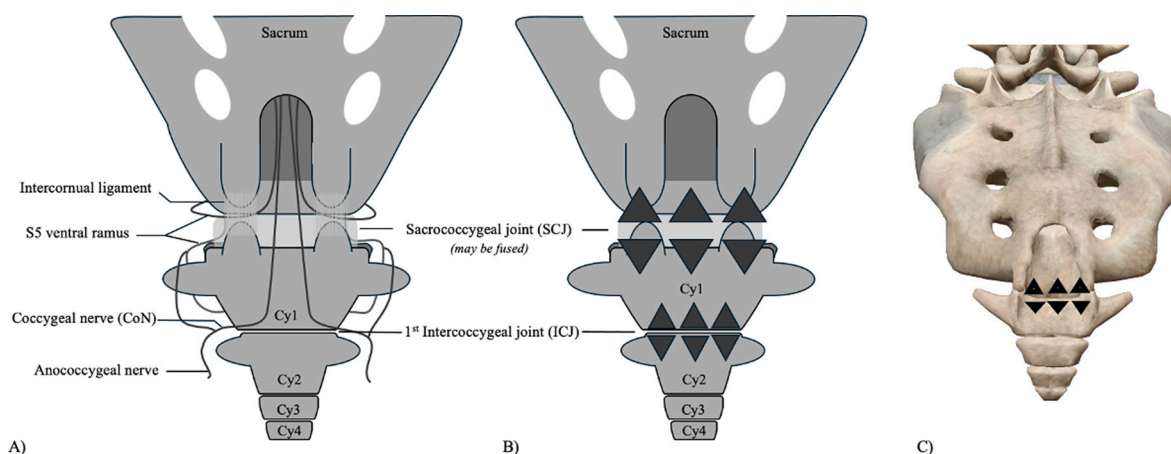 Sacrum
Intercornual ligament
S5 ventral ramus
Cy1
Coccygeal nerve (CoN)
Anococcygeal nerve
Cy2
Cy3
Cy4
A)
Sacrum
Sacrococcygeal joint (SCJ)
(may be fused)
Cy1
1st Intercoccygeal joint (ICJ)
Cy2
Cy3
Cy4
B)
C)